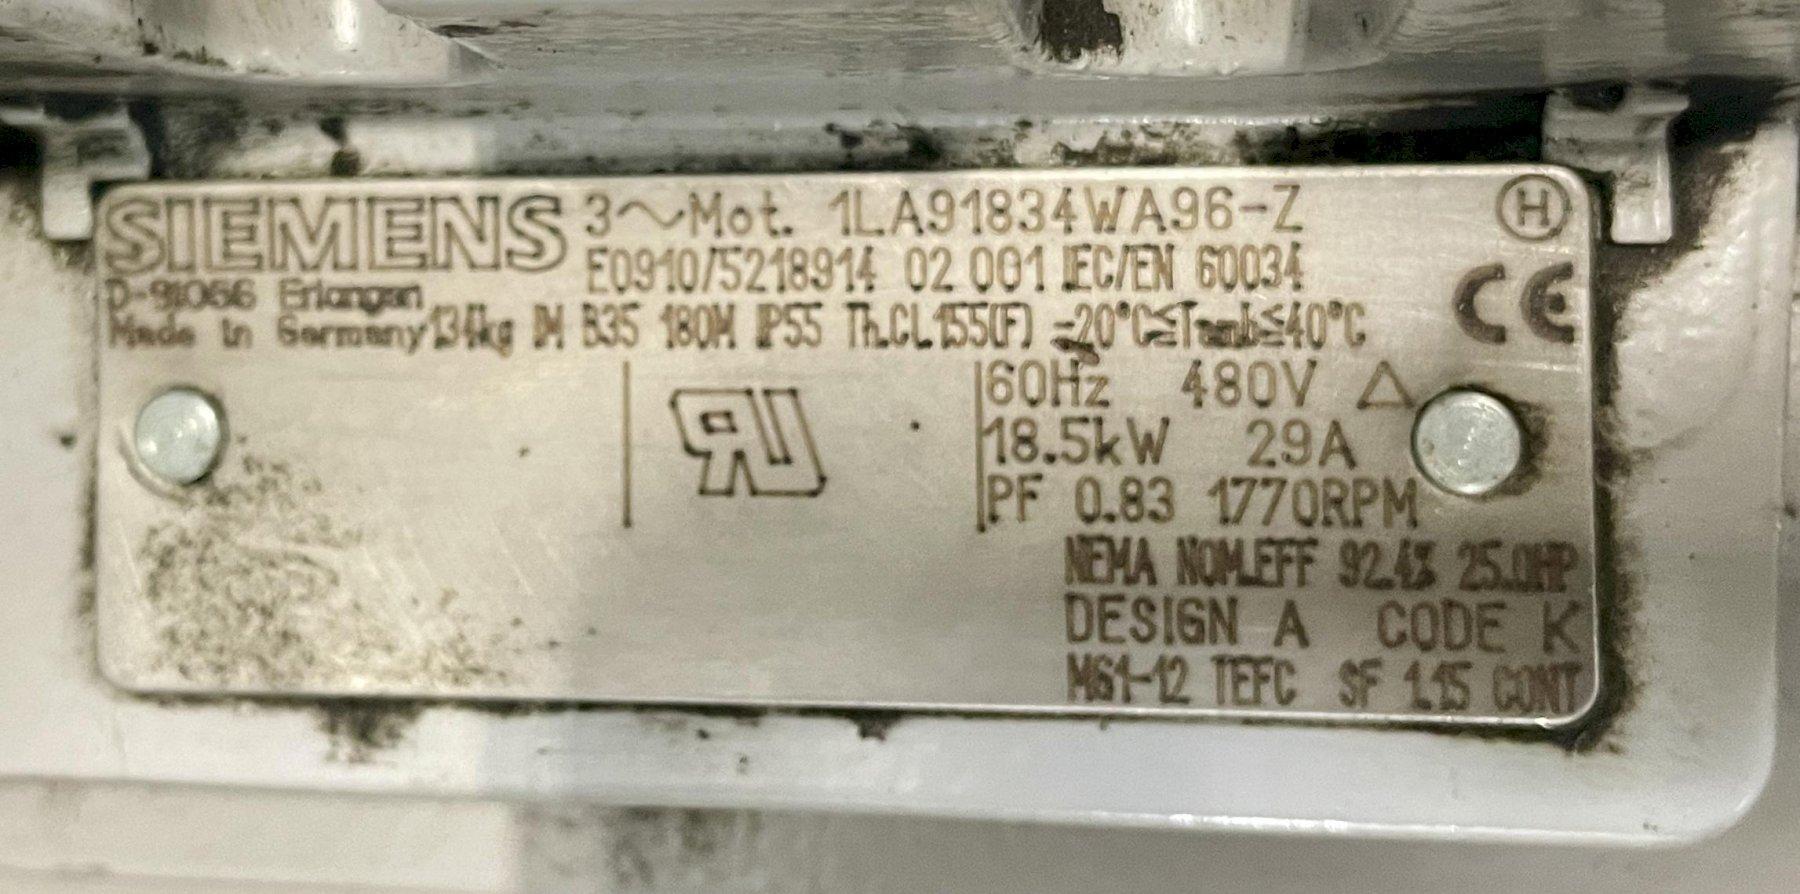 SIEMENS 3~Mot. 1LA91834WA96-Z H
E0910/5218914 02 001 IEC/EN 60034
D-91056 Erlangen CE
Made in Germany 134kg IM B35 180M IP55 Th.Cl.155(F) -20°C≤Tamb≤40°C
60Hz 480V △
RU 18.5kW 29A
PF 0.83 1770RPM
NEMA NOM.EFF 92.4% 25.0HP
DESIGN A CODE K
MG1-12 TEFC SF 1.15 CONT